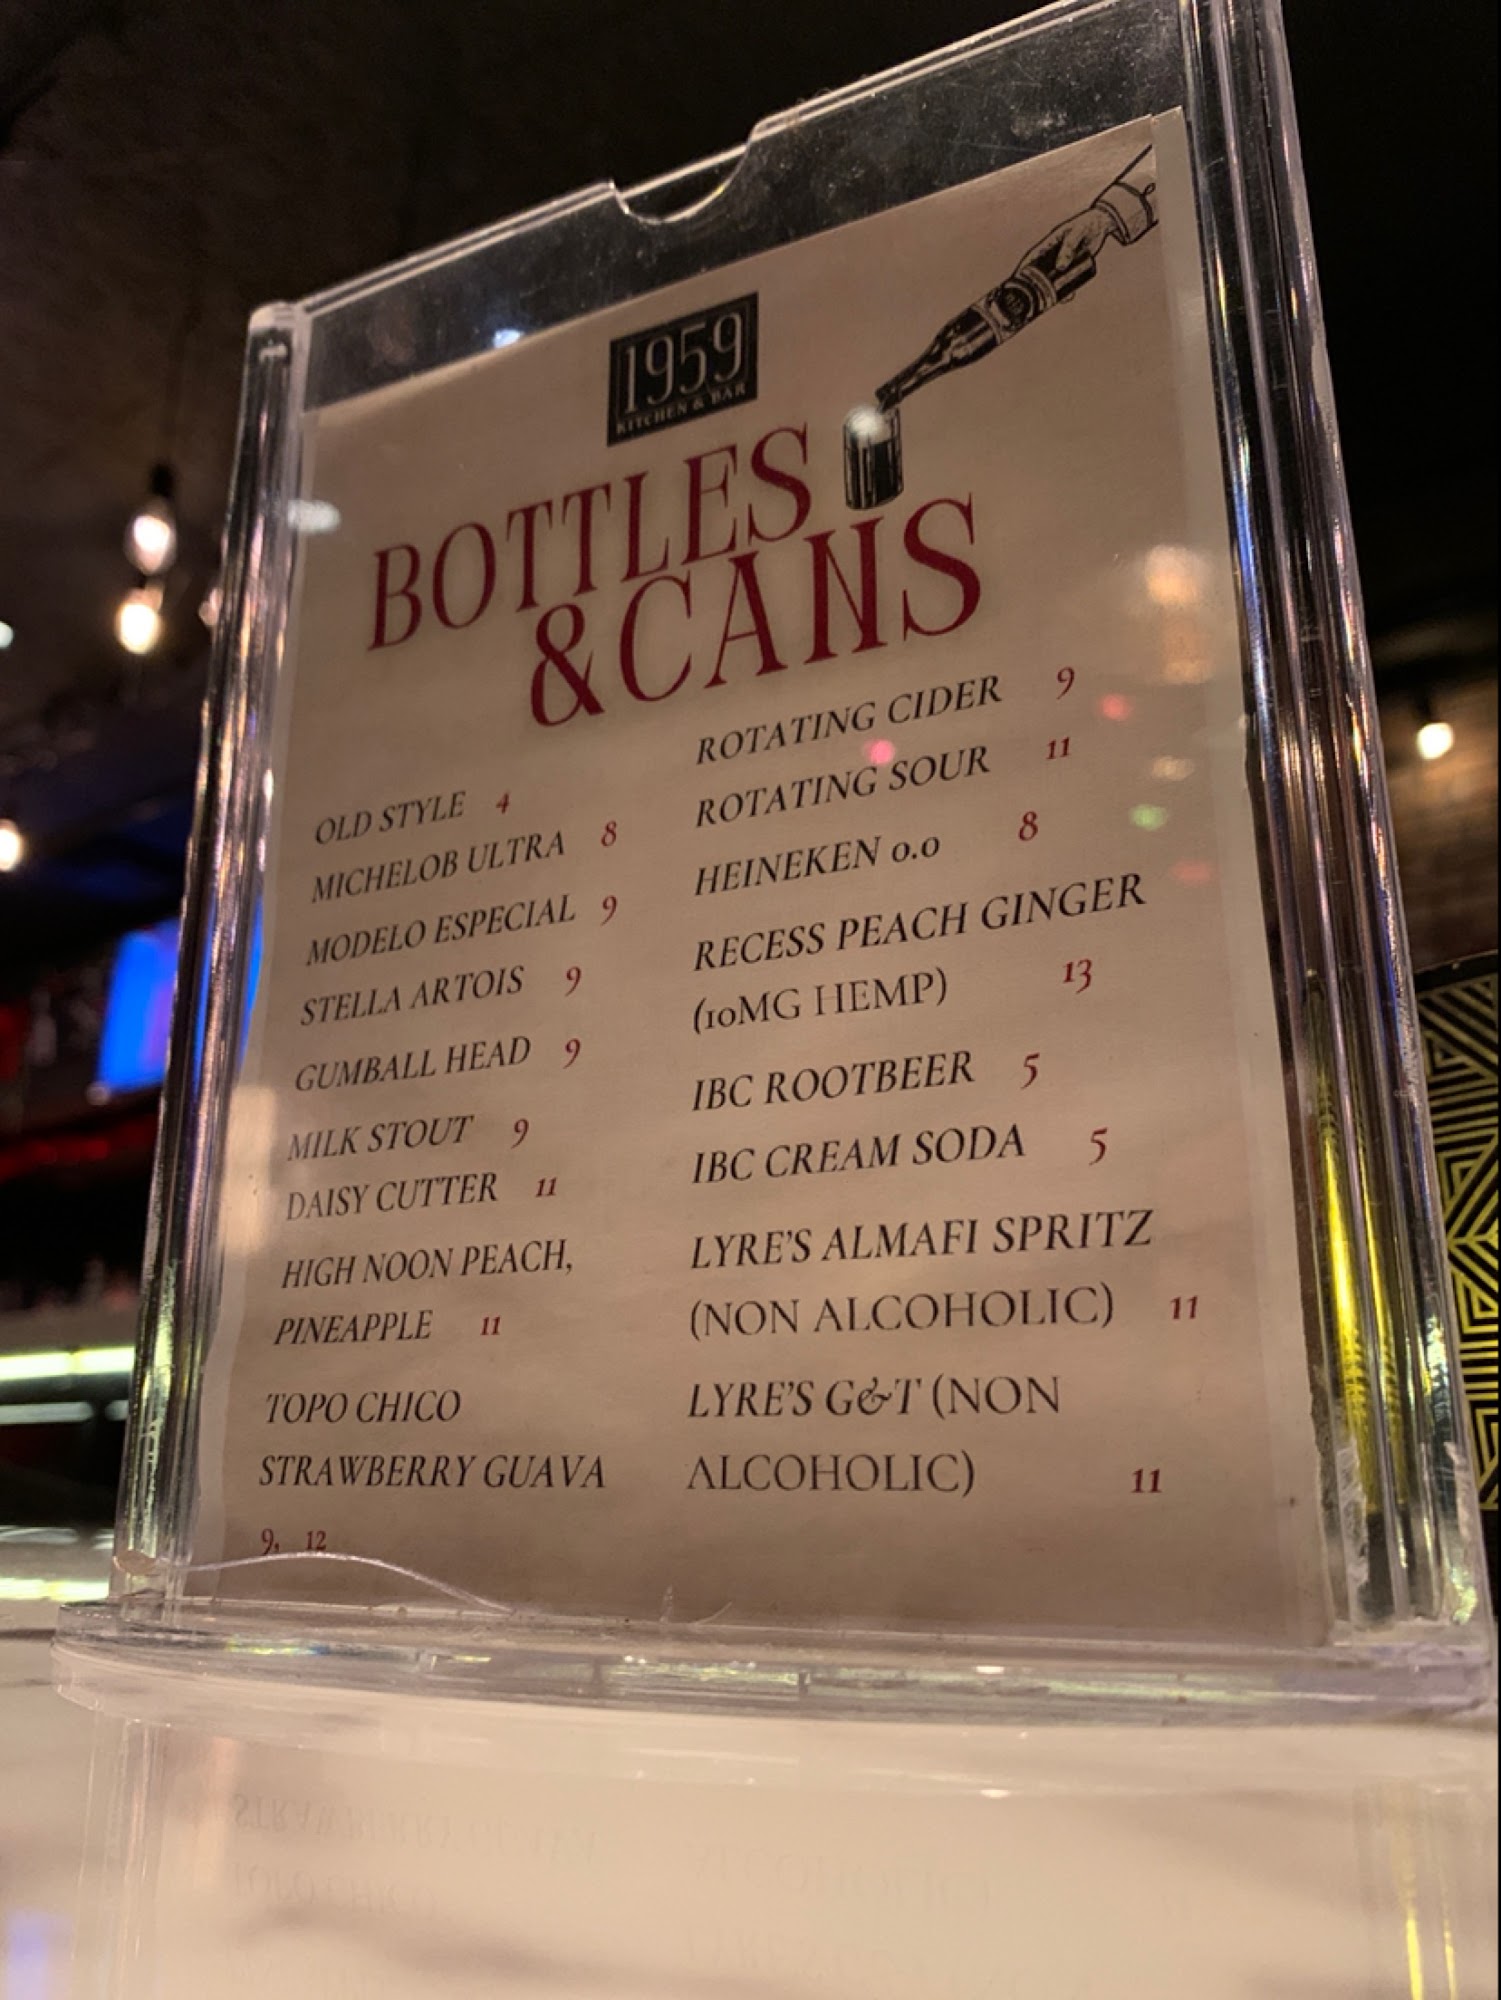 1959
KITCHEN & BAR
BOTTLES
& CANS
OLD STYLE 4
MICHELOB ULTRA 8
MODELO ESPECIAL 9
STELLA ARTOIS 9
GUMBALL HEAD 9
MILK STOUT 9
DAISY CUTTER 11
HIGH NOON PEACH,
PINEAPPLE 11
TOPO CHICO
STRAWBERRY GUAVA
9, 12
ROTATING CIDER 9
ROTATING SOUR 11
HEINEKEN 0.0 8
RECESS PEACH GINGER
(10MG HEMP) 13
IBC ROOTBEER 5
IBC CREAM SODA 5
LYRE'S ALMAFI SPRITZ
(NON ALCOHOLIC) 11
LYRE'S G&T (NON
ALCOHOLIC) 11